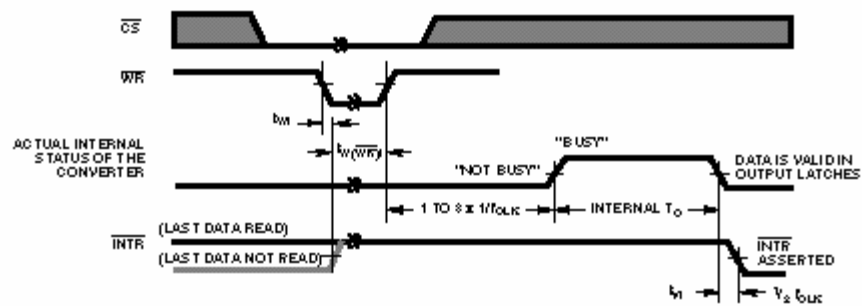 CS
WR
ACTUAL INTERNAL
STATUS OF THE
CONVERTER
tWI
tW(WR)
"NOT BUSY"
"BUSY"
DATA IS VALID IN
OUTPUT LATCHES
1 TO 8 x 1/fCLK
INTERNAL TC
INTR
(LAST DATA READ)
(LAST DATA NOT READ)
INTR
ASSERTED
tVI
1/2 fCLK